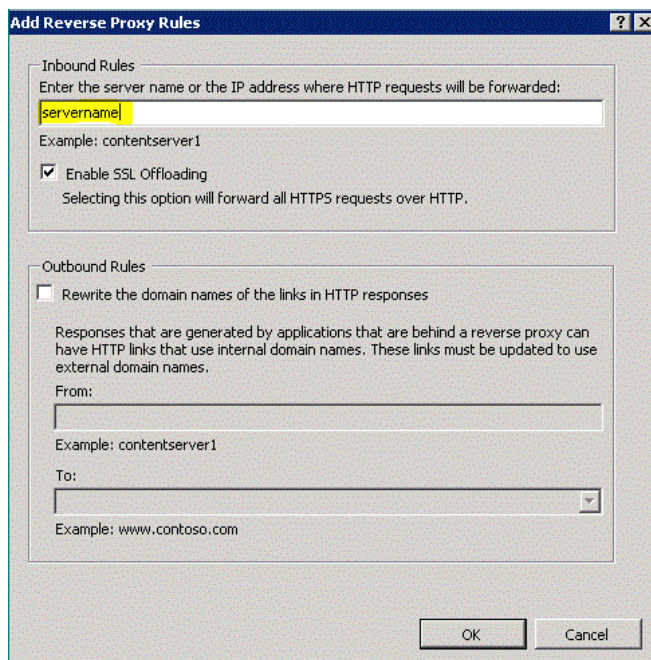 Add Reverse Proxy Rules
Inbound Rules
Enter the server name or the IP address where HTTP requests will be forwarded:
servername
Example: contentserver1
Enable SSL Offloading
Selecting this option will forward all HTTPS requests over HTTP.
Outbound Rules
Rewrite the domain names of the links in HTTP responses
Responses that are generated by applications that are behind a reverse proxy can
have HTTP links that use internal domain names. These links must be updated to use
external domain names.
From:
Example: contentserver1
To:
Example: www.contoso.com
OK
Cancel